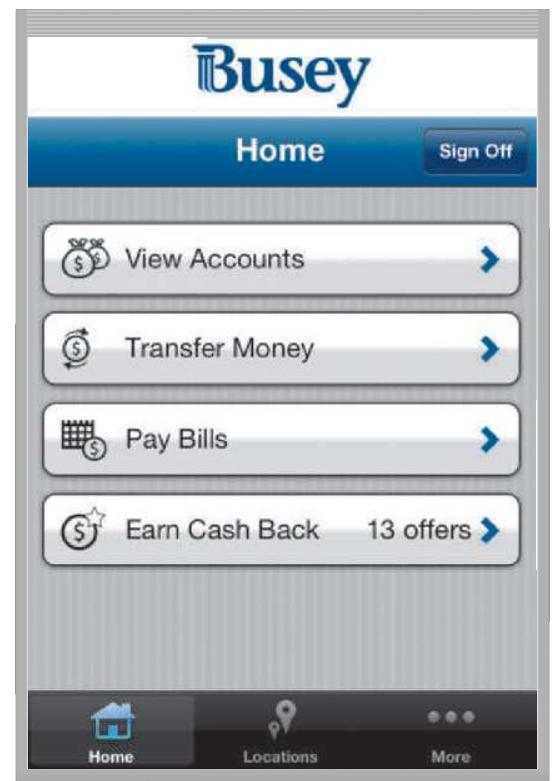 Busey
Home Sign Off
View Accounts
Transfer Money
Pay Bills
Earn Cash Back 13 offers
Home Locations More